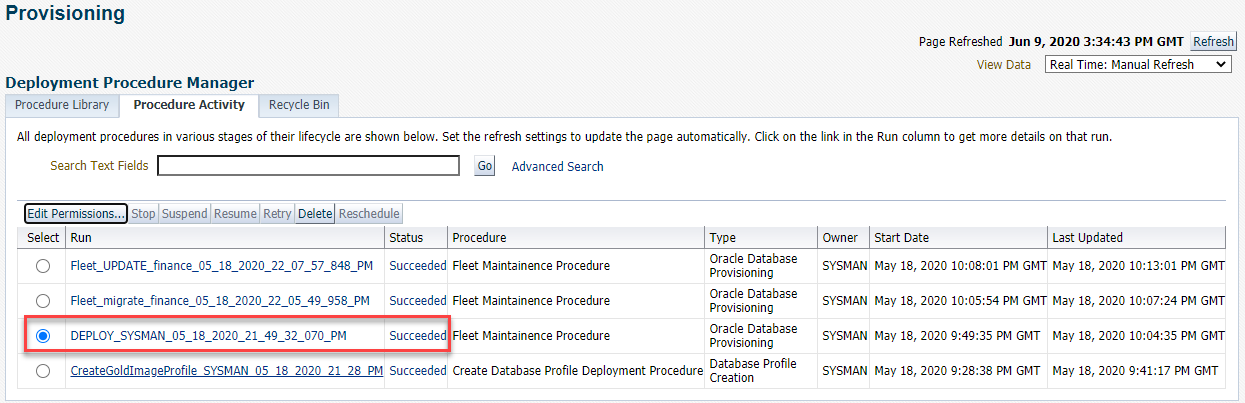 Provisioning
Page Refreshed Jun 9, 2020 3:34:43 PM GMT Refresh
View Data Real Time: Manual Refresh
Deployment Procedure Manager
Procedure Library Procedure Activity Recycle Bin
All deployment procedures in various stages of their lifecycle are shown below. Set the refresh settings to update the page automatically. Click on the link in the Run column to get more details on that run.
Search Text Fields Go Advanced Search
Edit Permissions... Stop Suspend Resume Retry Delete Reschedule
Select Run Status Procedure Type Owner Start Date Last Updated
Fleet_UPDATE_finance_05_18_2020_22_07_57_848_PM Succeeded Fleet Maintainence Procedure Oracle Database Provisioning SYSMAN May 18, 2020 10:08:01 PM GMT May 18, 2020 10:13:01 PM GMT
Fleet_migrate_finance_05_18_2020_22_05_49_958_PM Succeeded Fleet Maintainence Procedure Oracle Database Provisioning SYSMAN May 18, 2020 10:05:54 PM GMT May 18, 2020 10:07:24 PM GMT
DEPLOY_SYSMAN_05_18_2020_21_49_32_070_PM Succeeded Fleet Maintainence Procedure Oracle Database Provisioning SYSMAN May 18, 2020 9:49:35 PM GMT May 18, 2020 10:04:35 PM GMT
CreateGoldImageProfile_SYSMAN_05_18_2020_21_28_PM Succeeded Create Database Profile Deployment Procedure Database Profile Creation SYSMAN May 18, 2020 9:28:38 PM GMT May 18, 2020 9:41:17 PM GMT